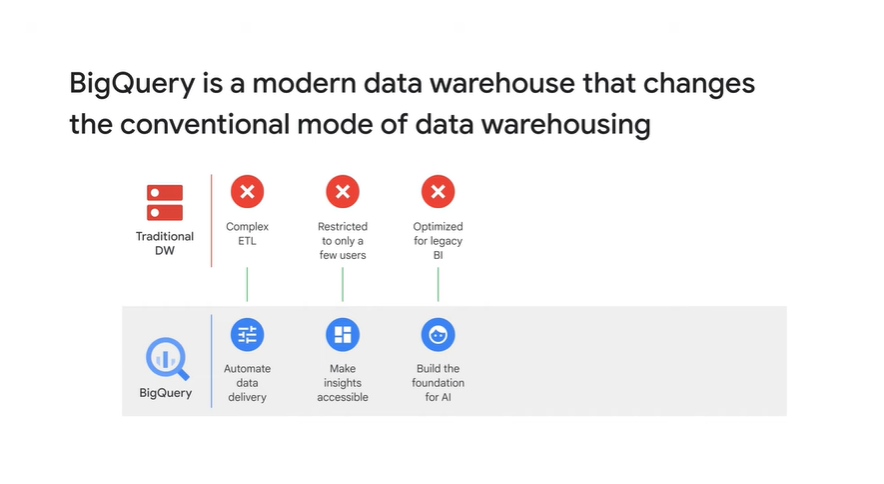 BigQuery is a modern data warehouse that changes
the conventional mode of data warehousing
Traditional
DW
Complex
ETL
Restricted
to only a
few users
Optimized
for legacy
BI
BigQuery
Automate
data
delivery
Make
insights
accessible
Build the
foundation
for AI